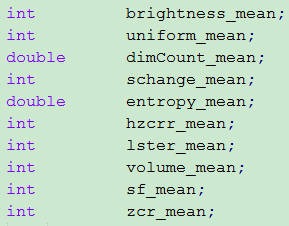 int brightness_mean;
int uniform_mean;
double dimCount_mean;
int schange_mean;
double entropy_mean;
int hzcrr_mean;
int lster_mean;
int volume_mean;
int sf_mean;
int zcr_mean;